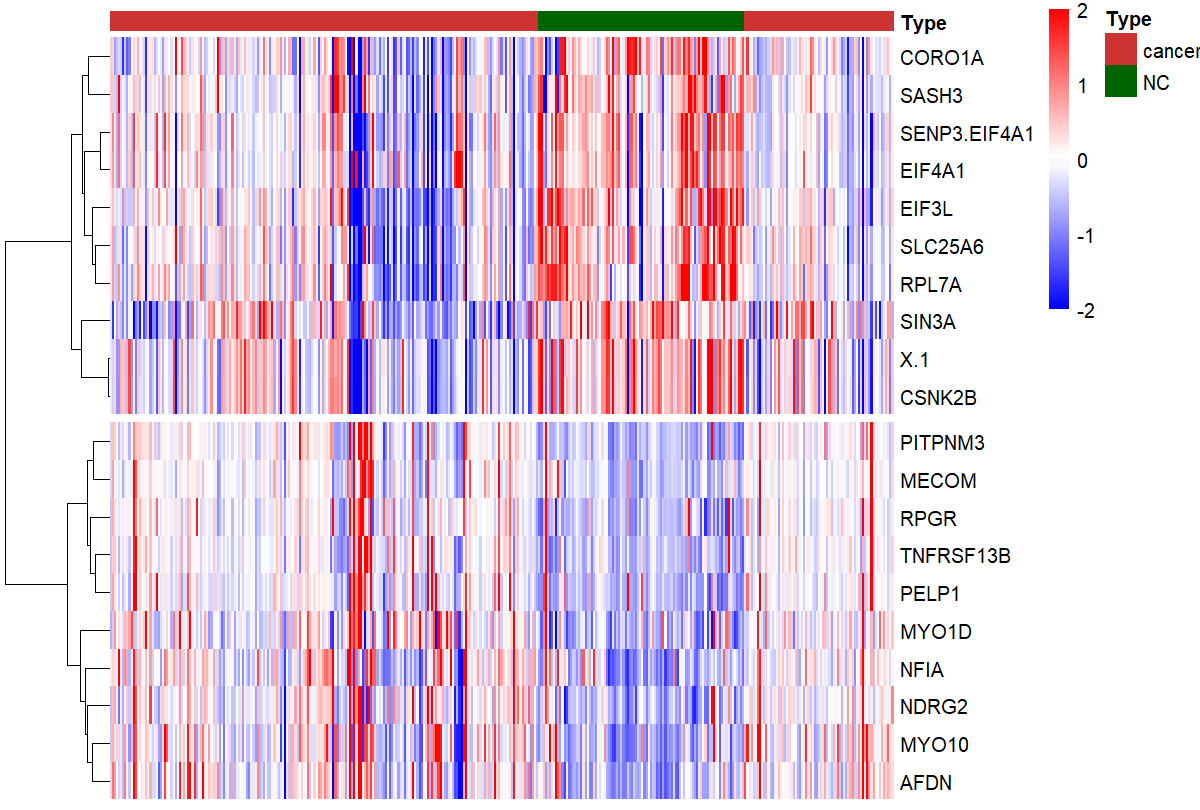 Type
CORO1A
SASH3
SENP3.EIF4A1
EIF4A1
EIF3L
SLC25A6
RPL7A
SIN3A
X.1
CSNK2B
PITPNM3
MECOM
RPGR
TNFRSF13B
PELP1
MYO1D
NFIA
NDRG2
MYO10
AFDN
2
1
0
-1
-2
Type
cancer
NC